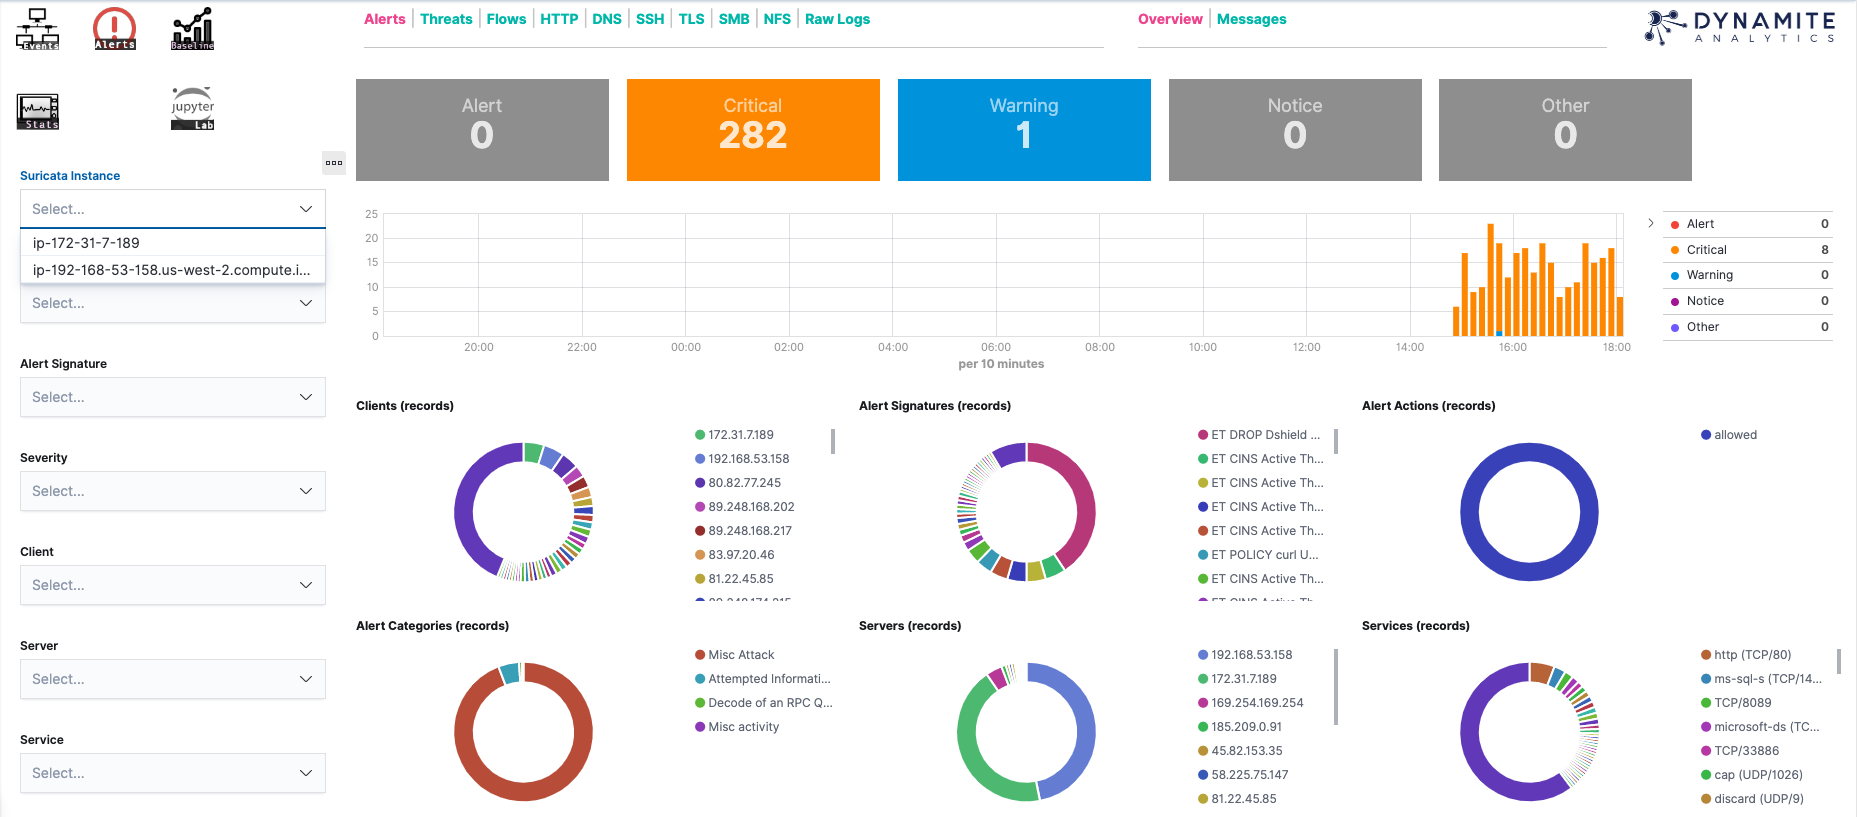 Events
Alerts
Baseline
Stats
jupyter
Lab
Alerts
Threats
Flows
HTTP
DNS
SSH
TLS
SMB
NFS
Raw Logs
Overview
Messages
DYNAMITE
ANALYTICS
Suricata Instance
Select...
ip-172-31-7-189
ip-192-168-53-158.us-west-2.compute.i...
Select...
Alert Signature
Select...
Severity
Select...
Client
Select...
Server
Select...
Service
Select...
Alert
0
Critical
282
Warning
1
Notice
0
Other
0
25
20
15
10
5
0
20:00
22:00
00:00
02:00
04:00
06:00
08:00
10:00
12:00
14:00
16:00
18:00
per 10 minutes
Alert 0
Critical 8
Warning 0
Notice 0
Other 0
Clients (records)
172.31.7.189
192.168.53.158
80.82.77.245
89.248.168.202
89.248.168.217
83.97.20.46
81.22.45.85
89.248.174.215
Alert Signatures (records)
ET DROP Dshield ...
ET CINS Active Th...
ET CINS Active Th...
ET CINS Active Th...
ET CINS Active Th...
ET POLICY curl U...
ET CINS Active Th...
ET CINS Active Th...
Alert Actions (records)
allowed
Alert Categories (records)
Misc Attack
Attempted Informati...
Decode of an RPC Q...
Misc activity
Servers (records)
192.168.53.158
172.31.7.189
169.254.169.254
185.209.0.91
45.82.153.35
58.225.75.147
81.22.45.85
Services (records)
http (TCP/80)
ms-sql-s (TCP/14...
TCP/8089
microsoft-ds (TC...
TCP/33886
cap (UDP/1026)
discard (UDP/9)